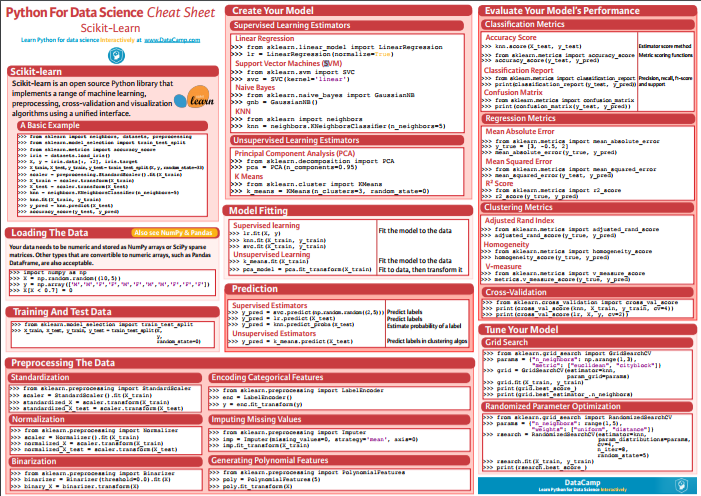 Python For Data Science Cheat Sheet
Scikit-Learn
Learn Python for data science Interactively at www.DataCamp.com
Scikit-learn
Scikit-learn is an open source Python library that
implements a range of machine learning,
preprocessing, cross-validation and visualization
algorithms using a unified interface.
learn
A Basic Example
>>> from sklearn import neighbors, datasets, preprocessing
>>> from sklearn.model_selection import train_test_split
>>> from sklearn.metrics import accuracy_score
>>> iris = datasets.load_iris()
>>> X, y = iris.data[:, :2], iris.target
>>> X_train, X_test, y_train, y_test = train_test_split(X, y, random_state=33)
>>> scaler = preprocessing.StandardScaler().fit(X_train)
>>> X_train = scaler.transform(X_train)
>>> X_test = scaler.transform(X_test)
>>> knn = neighbors.KNeighborsClassifier(n_neighbors=5)
>>> knn.fit(X_train, y_train)
>>> y_pred = knn.predict(X_test)
>>> accuracy_score(y_test, y_pred)
Loading The Data
Also see NumPy & Pandas
Your data needs to be numeric and stored as NumPy arrays or SciPy sparse
matrices. Other types that are convertible to numeric arrays, such as Pandas
DataFrame, are also acceptable.
>>> import numpy as np
>>> X = np.random.random((10,5))
>>> y = np.array(['M','M','F','F','M','F','M','M','F','F','F'])
>>> X[X < 0.7] = 0
Training And Test Data
>>> from sklearn.model_selection import train_test_split
>>> X_train, X_test, y_train, y_test = train_test_split(X,
y,
random_state=0)
Create Your Model
Supervised Learning Estimators
Linear Regression
>>> from sklearn.linear_model import LinearRegression
>>> lr = LinearRegression(normalize=True)
Support Vector Machines (SVM)
>>> from sklearn.svm import SVC
>>> svc = SVC(kernel='linear')
Naive Bayes
>>> from sklearn.naive_bayes import GaussianNB
>>> gnb = GaussianNB()
KNN
>>> from sklearn import neighbors
>>> knn = neighbors.KNeighborsClassifier(n_neighbors=5)
Unsupervised Learning Estimators
Principal Component Analysis (PCA)
>>> from sklearn.decomposition import PCA
>>> pca = PCA(n_components=0.95)
K Means
>>> from sklearn.cluster import KMeans
>>> k_means = KMeans(n_clusters=3, random_state=0)
Model Fitting
Supervised learning
>>> lr.fit(X, y)
>>> knn.fit(X_train, y_train)
>>> svc.fit(X_train, y_train)
Fit the model to the data
Unsupervised Learning
>>> k_means.fit(X_train)
>>> pca_model = pca.fit_transform(X_train)
Fit the model to the data
Fit to data, then transform it
Prediction
Supervised Estimators
>>> y_pred = svc.predict(np.random.random((2,5)))
>>> y_pred = lr.predict(X_test)
>>> y_pred = knn.predict_proba(X_test)
Predict labels
Predict labels
Estimate probability of a label
Unsupervised Estimators
>>> y_pred = k_means.predict(X_test)
Predict labels in clustering algos
Preprocessing The Data
Standardization
>>> from sklearn.preprocessing import StandardScaler
>>> scaler = StandardScaler().fit(X_train)
>>> standardized_X = scaler.transform(X_train)
>>> standardized_X_test = scaler.transform(X_test)
Normalization
>>> from sklearn.preprocessing import Normalizer
>>> scaler = Normalizer().fit(X_train)
>>> normalized_X = scaler.transform(X_train)
>>> normalized_X_test = scaler.transform(X_test)
Binarization
>>> from sklearn.preprocessing import Binarizer
>>> binarizer = Binarizer(threshold=0.0).fit(X)
>>> binary_X = binarizer.transform(X)
Encoding Categorical Features
>>> from sklearn.preprocessing import LabelEncoder
>>> enc = LabelEncoder()
>>> y = enc.fit_transform(y)
Imputing Missing Values
>>> from sklearn.preprocessing import Imputer
>>> imp = Imputer(missing_values=0, strategy='mean', axis=0)
>>> imp.fit_transform(X_train)
Generating Polynomial Features
>>> from sklearn.preprocessing import PolynomialFeatures
>>> poly = PolynomialFeatures(5)
>>> poly.fit_transform(X)
Evaluate Your Model's Performance
Classification Metrics
Accuracy Score
>>> knn.score(X_test, y_test)
>>> from sklearn.metrics import accuracy_score
>>> accuracy_score(y_test, y_pred)
Estimator score method
Metric scoring functions
Classification Report
>>> from sklearn.metrics import classification_report
>>> print(classification_report(y_test, y_pred))
Precision, recall, f1-score
and support
Confusion Matrix
>>> from sklearn.metrics import confusion_matrix
>>> print(confusion_matrix(y_test, y_pred))
Regression Metrics
Mean Absolute Error
>>> from sklearn.metrics import mean_absolute_error
>>> y_true = [3, -0.5, 2]
>>> mean_absolute_error(y_true, y_pred)
Mean Squared Error
>>> from sklearn.metrics import mean_squared_error
>>> mean_squared_error(y_test, y_pred)
R² Score
>>> from sklearn.metrics import r2_score
>>> r2_score(y_true, y_pred)
Clustering Metrics
Adjusted Rand Index
>>> from sklearn.metrics import adjusted_rand_score
>>> adjusted_rand_score(y_true, y_pred)
Homogeneity
>>> from sklearn.metrics import homogeneity_score
>>> homogeneity_score(y_true, y_pred)
V-measure
>>> from sklearn.metrics import v_measure_score
>>> metrics.v_measure_score(y_true, y_pred)
Cross-Validation
>>> from sklearn.cross_validation import cross_val_score
>>> print(cross_val_score(knn, X_train, y_train, cv=4))
>>> print(cross_val_score(lr, X, y, cv=2))
Tune Your Model
Grid Search
>>> from sklearn.grid_search import GridSearchCV
>>> params = {"n_neighbors": np.arange(1,3),
"metric": ["euclidean", "cityblock"]}
>>> grid = GridSearchCV(estimator=knn,
param_grid=params)
>>> grid.fit(X_train, y_train)
>>> print(grid.best_score_)
>>> print(grid.best_estimator_.n_neighbors)
Randomized Parameter Optimization
>>> from sklearn.grid_search import RandomizedSearchCV
>>> params = {"n_neighbors": range(1,5),
"weights": ["uniform", "distance"]}
>>> rsearch = RandomizedSearchCV(estimator=knn,
param_distributions=params,
cv=4,
n_iter=8,
random_state=5)
>>> rsearch.fit(X_train, y_train)
>>> print(rsearch.best_score_)
DataCamp
Learn Python for Data Science Interactively